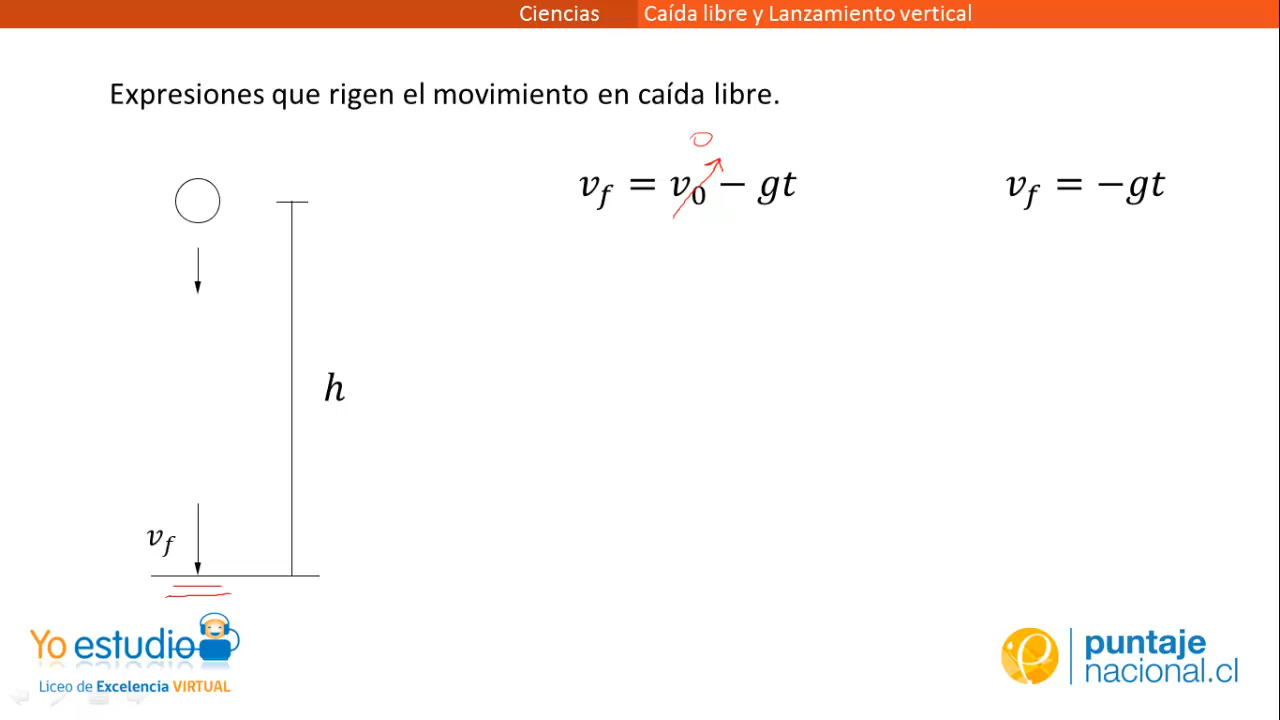 Ciencias Caída libre y Lanzamiento vertical
Expresiones que rigen el movimiento en caída libre.
0
v_f = v_0 − gt
v_f = −gt
h
v_f
Yo estudio
Liceo de Excelencia VIRTUAL
puntaje
nacional.cl